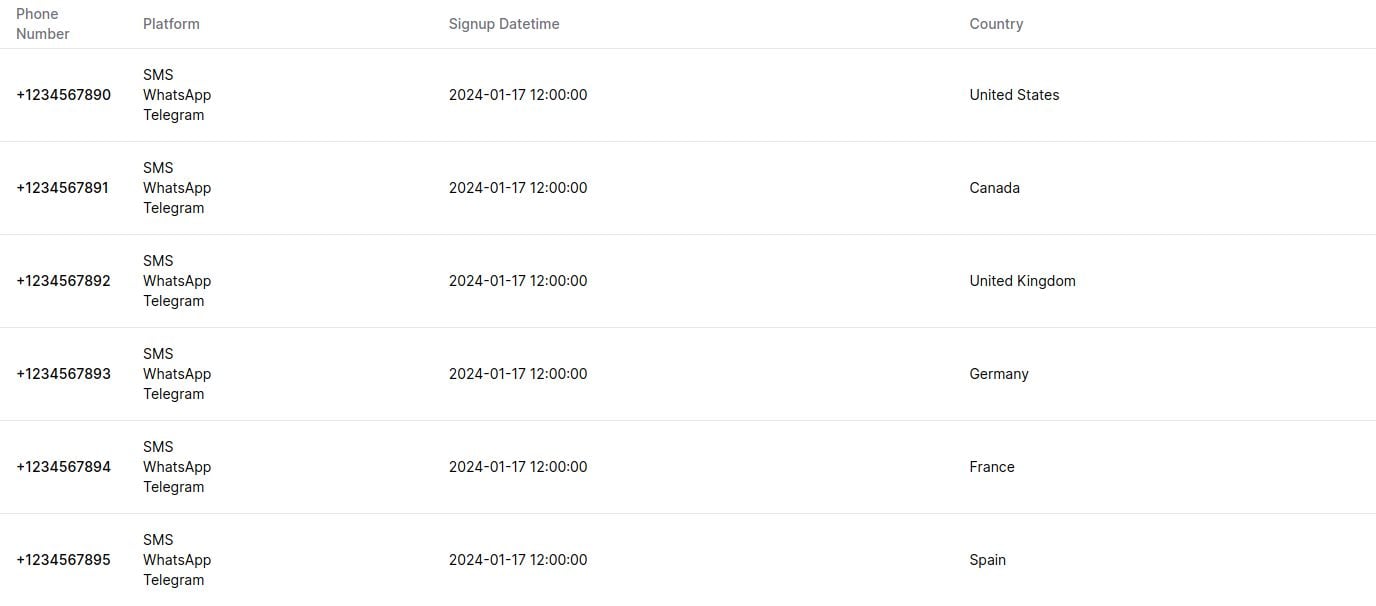 Phone
Number
Platform
Signup Datetime
Country
+1234567890
SMS
WhatsApp
Telegram
2024-01-17 12:00:00
United States
+1234567891
SMS
WhatsApp
Telegram
2024-01-17 12:00:00
Canada
+1234567892
SMS
WhatsApp
Telegram
2024-01-17 12:00:00
United Kingdom
+1234567893
SMS
WhatsApp
Telegram
2024-01-17 12:00:00
Germany
+1234567894
SMS
WhatsApp
Telegram
2024-01-17 12:00:00
France
+1234567895
SMS
WhatsApp
Telegram
2024-01-17 12:00:00
Spain